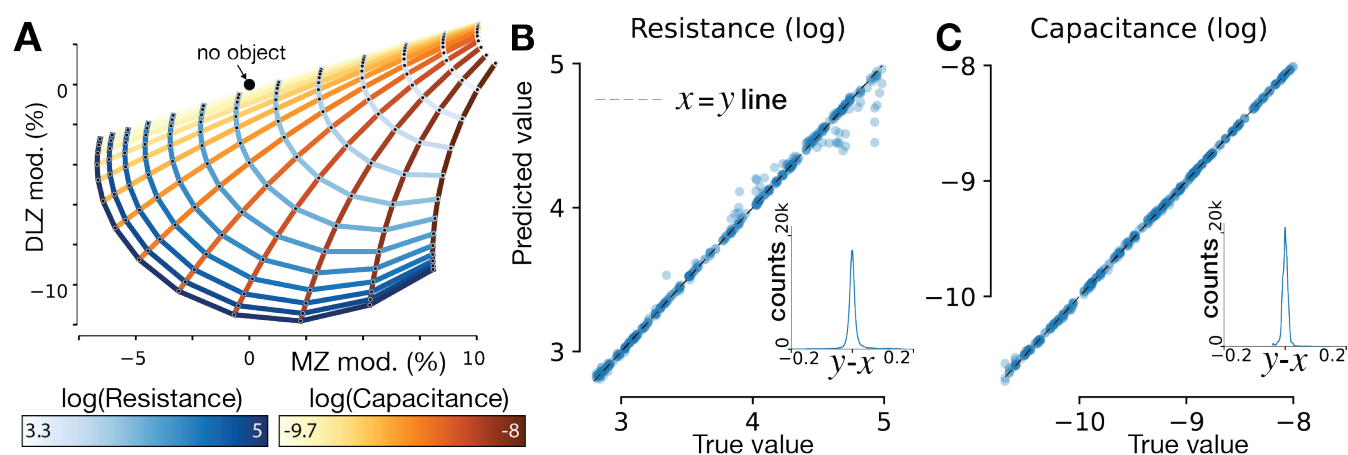 A
no object
DLZ mod. (%)
0
−10
−5
0
MZ mod. (%)
10
log(Resistance)
3.3
5
log(Capacitance)
-9.7
-8
B
Resistance (log)
Predicted value
5
4
3
x = y line
counts
20k
0
−0.2
0.2
y-x
3
4
5
True value
C
Capacitance (log)
−8
−9
−10
counts
20k
0
−0.2
0.2
y-x
−10
−9
−8
True value